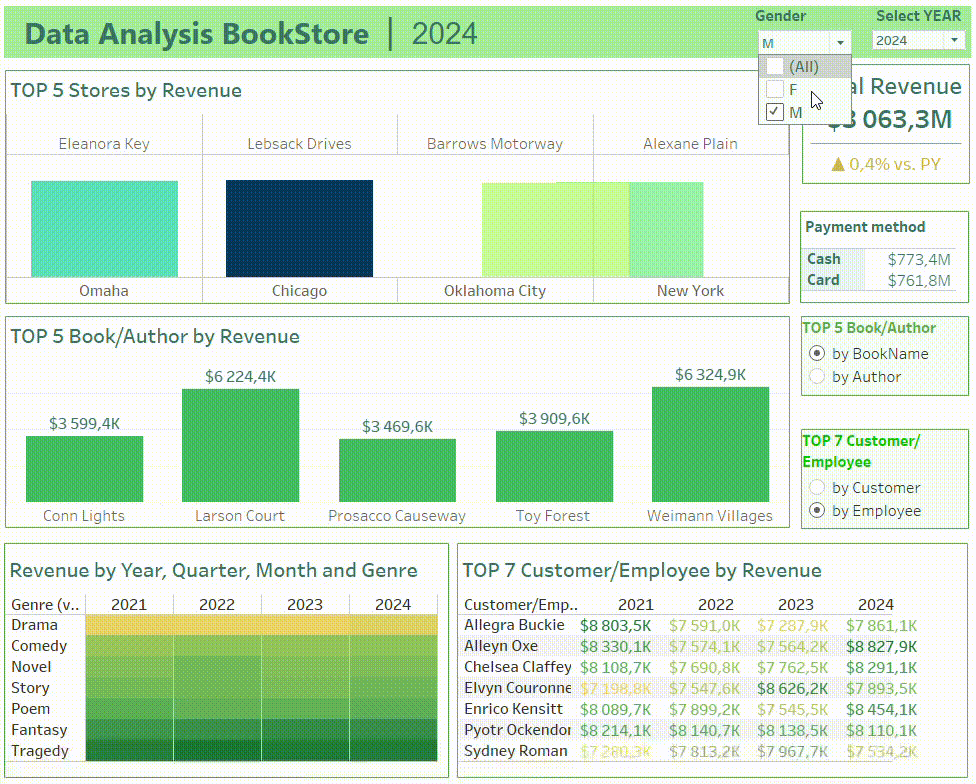 Data Analysis BookStore | 2024
Gender
Select YEAR
M
2024
(All)
F
M
TOP 5 Stores by Revenue
Eleanora Key Lebsack Drives Barrows Motorway Alexane Plain
Omaha Chicago Oklahoma City New York
al Revenue
3 063,3M
▲ 0,4% vs. PY
Payment method
Cash $773,4M
Card $761,8M
TOP 5 Book/Author by Revenue
$3 599,4K $6 224,4K $3 469,6K $3 909,6K $6 324,9K
Conn Lights Larson Court Prosacco Causeway Toy Forest Weimann Villages
TOP 5 Book/Author
by BookName
by Author
TOP 7 Customer/
Employee
by Customer
by Employee
Revenue by Year, Quarter, Month and Genre
Genre (v.. 2021 2022 2023 2024
Drama
Comedy
Novel
Story
Poem
Fantasy
Tragedy
TOP 7 Customer/Employee by Revenue
Customer/Emp.. 2021 2022 2023 2024
Allegra Buckie $8 803,5K $7 591,0K $7 287,9K $7 861,1K
Alleyn Oxe $8 330,1K $7 574,1K $7 564,2K $8 827,9K
Chelsea Claffey $8 108,7K $7 690,8K $7 762,5K $8 291,1K
Elvyn Couronne $7 198,8K $7 547,6K $8 626,2K $7 893,5K
Enrico Kensitt $8 089,7K $7 899,2K $7 545,5K $8 454,1K
Pyotr Ockendor $8 214,1K $8 140,7K $8 138,5K $8 110,1K
Sydney Roman $7 280,3K $7 813,2K $7 967,7K $7 534,2K